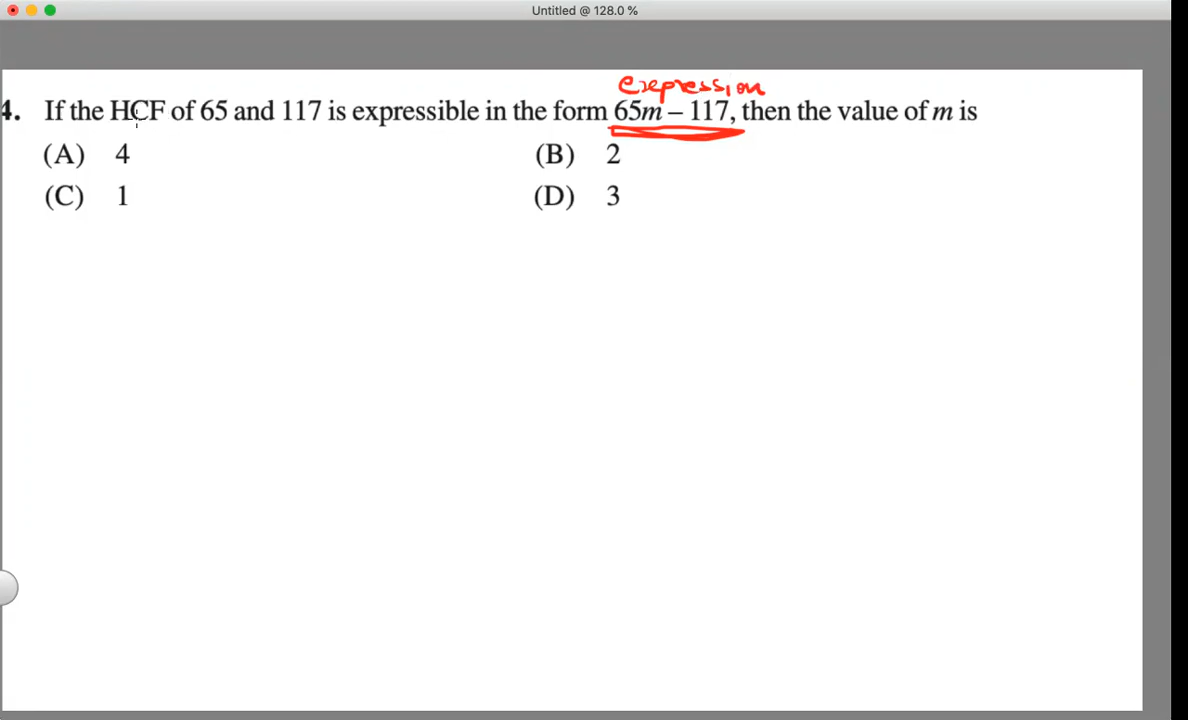 Untitled @ 128.0 %
expression
4. If the HCF of 65 and 117 is expressible in the form 65m – 117, then the value of m is
(A) 4 (B) 2
(C) 1 (D) 3